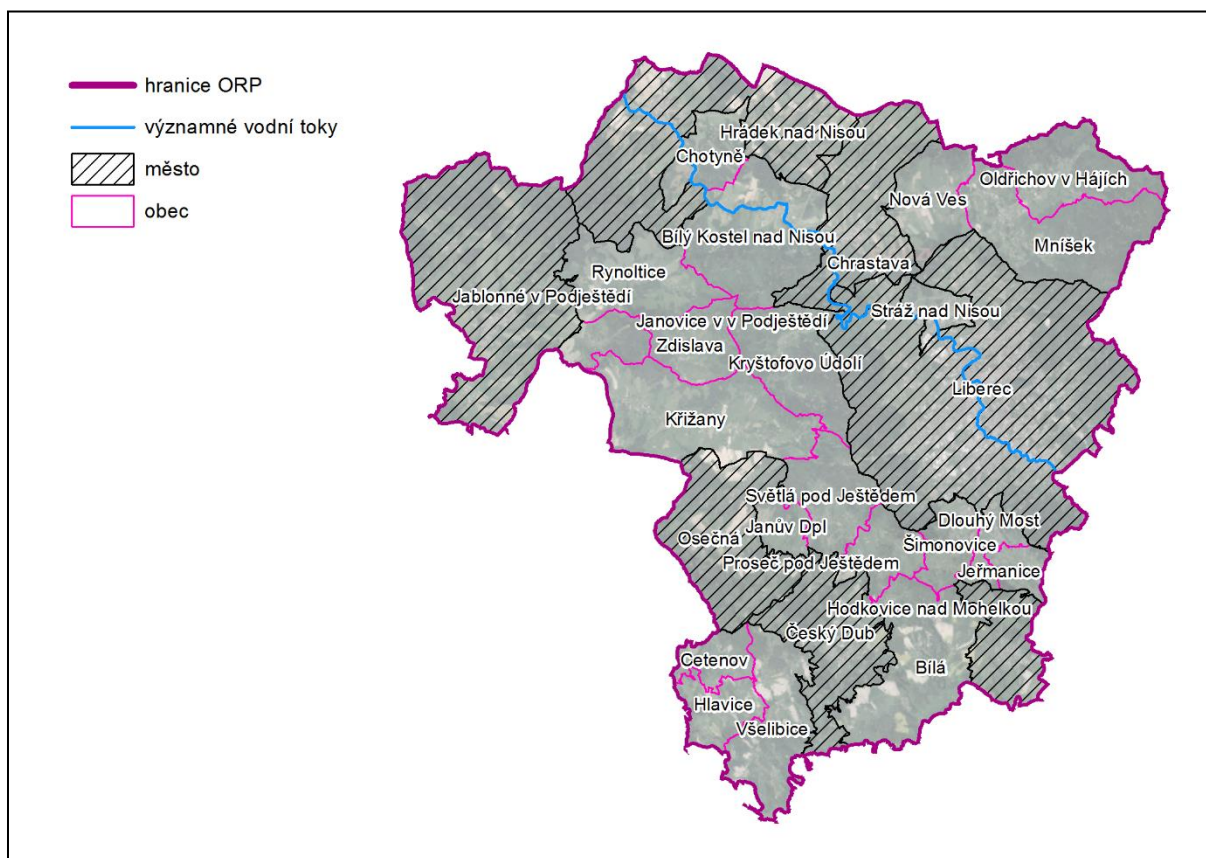 hranice ORP
významné vodní toky
město
obec
Hrádek nad Nisou
Chotyně
Oldřichov v Hájích
Nová Ves
Mníšek
Bílý Kostel nad Nisou
Chrastava
Rynoltice
Jablonné v Podještědí
Stráž nad Nisou
Janovice v v Podještědí
Zdislava
Kryštofovo Údolí
Liberec
Křižany
Světlá pod Ještědem
Dlouhý Most
Janův Dpl
Osečná
Šimonovice
Proseč pod Ještědem
Jeřmanice
Hodkovice nad Mohelkou
Český Dub
Cetenov
Bílá
Hlavice
Všelibice